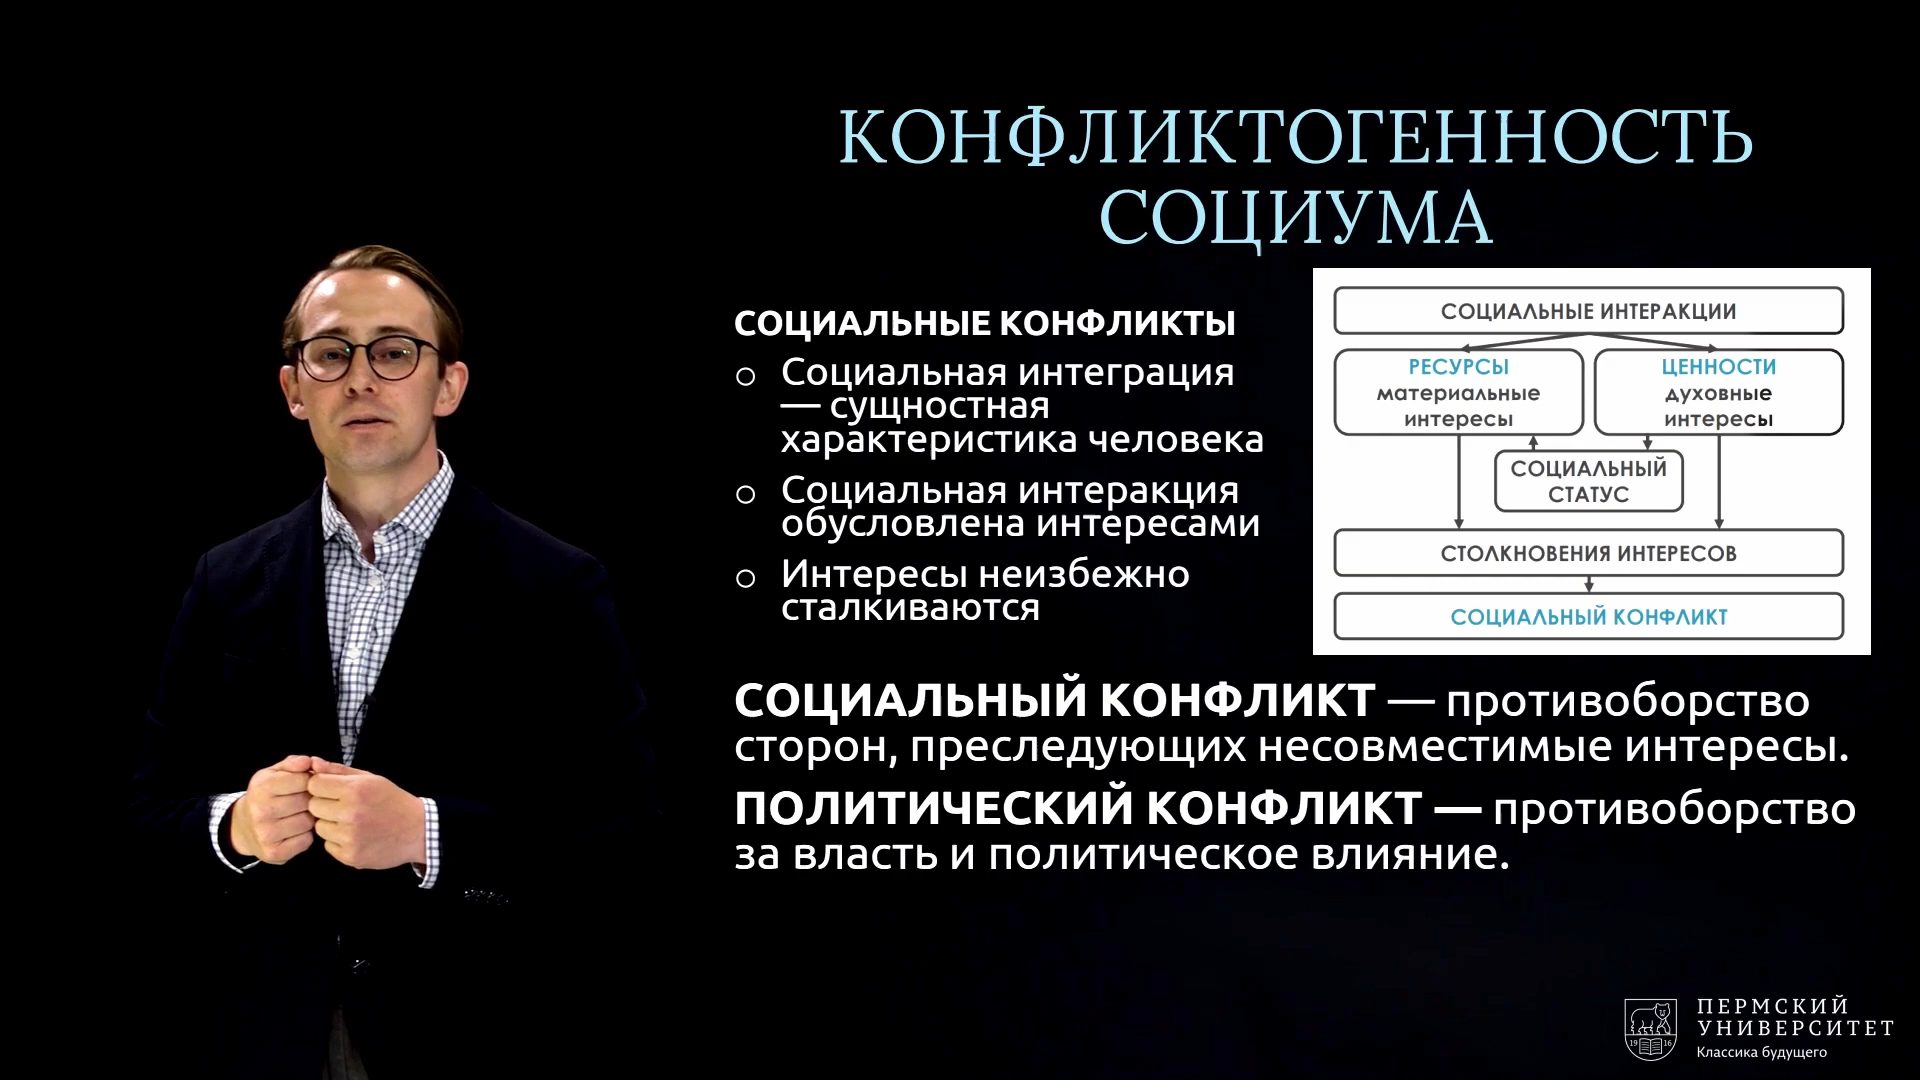 КОНФЛИКТОГЕННОСТЬ
СОЦИУМА
СОЦИАЛЬНЫЕ КОНФЛИКТЫ
Социальная интеграция
— сущностная
характеристика человека
Социальная интеракция
обусловлена интересами
Интересы неизбежно
сталкиваются
СОЦИАЛЬНЫЕ ИНТЕРАКЦИИ
РЕСУРСЫ
материальные
интересы
ЦЕННОСТИ
духовные
интересы
СОЦИАЛЬНЫЙ
СТАТУС
СТОЛКНОВЕНИЯ ИНТЕРЕСОВ
СОЦИАЛЬНЫЙ КОНФЛИКТ
СОЦИАЛЬНЫЙ КОНФЛИКТ — противоборство
сторон, преследующих несовместимые интересы.
ПОЛИТИЧЕСКИЙ КОНФЛИКТ — противоборство
за власть и политическое влияние.
19 16
ПЕРМСКИЙ
УНИВЕРСИТЕТ
Классика будущего